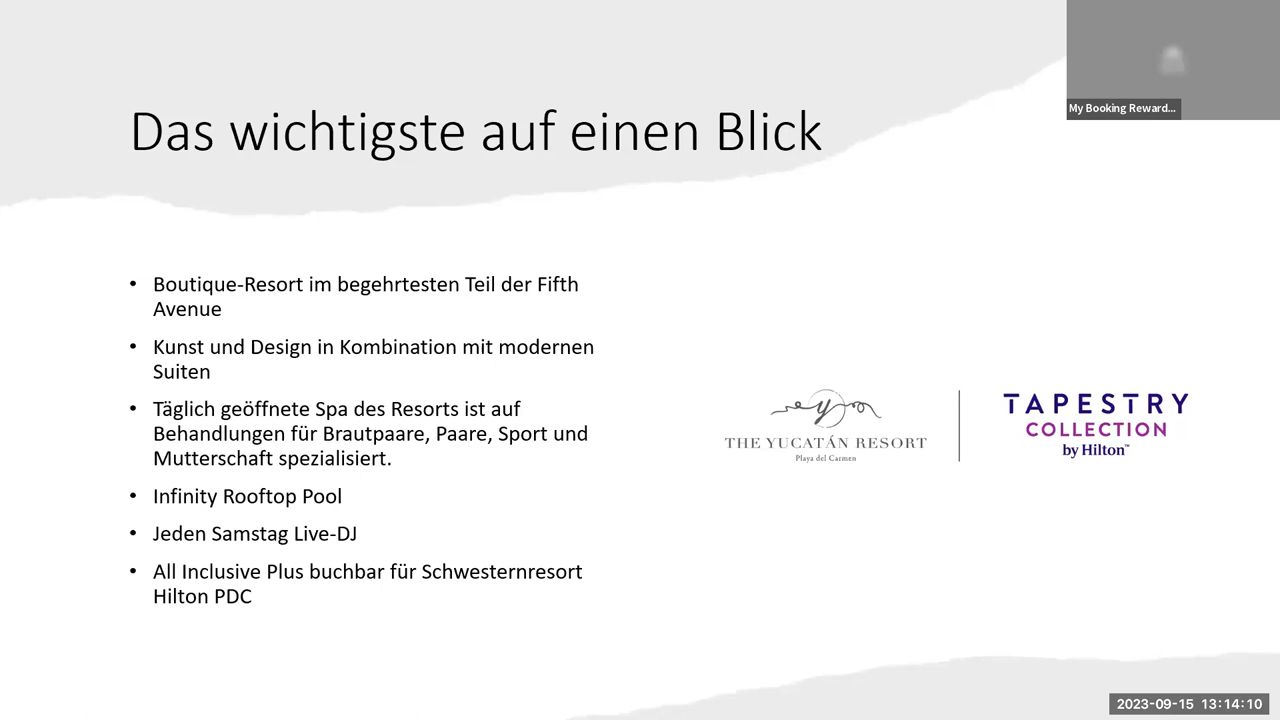 My Booking Reward...
Das wichtigste auf einen Blick
• Boutique-Resort im begehrtesten Teil der Fifth
Avenue
• Kunst und Design in Kombination mit modernen
Suiten
• Täglich geöffnete Spa des Resorts ist auf
Behandlungen für Brautpaare, Paare, Sport und
Mutterschaft spezialisiert.
• Infinity Rooftop Pool
• Jeden Samstag Live-DJ
• All Inclusive Plus buchbar für Schwesternresort
Hilton PDC
y
THE YUCATÁN RESORT
Playa del Carmen
TAPESTRY
COLLECTION
by Hilton™
2023-09-15 13:14:10